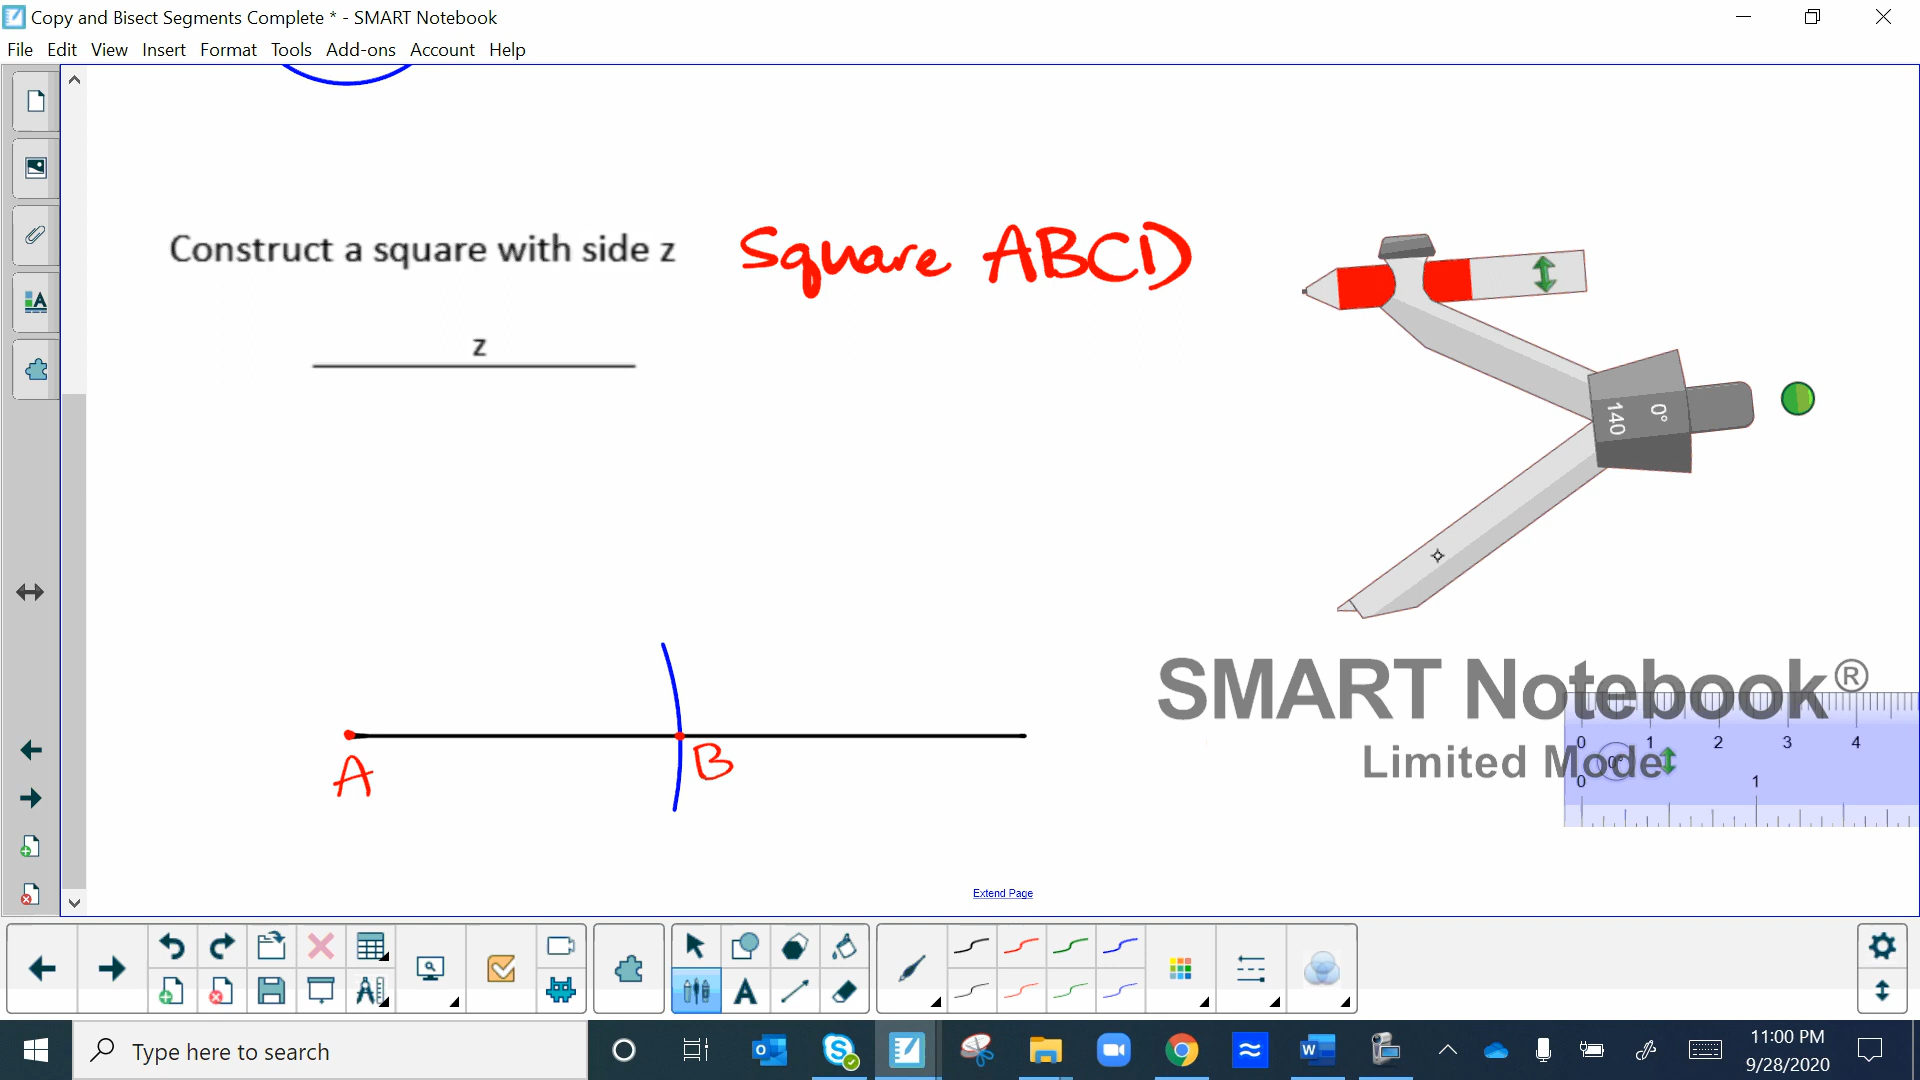 Copy and Bisect Segments Complete * - SMART Notebook
File Edit View Insert Format Tools Add-ons Account Help
Construct a square with side z Square ABCD
z
140 0°
A B
SMART Notebook®
Limited Mode
0 1 2 3 4
0°
0 1
Extend Page
Type here to search
11:00 PM
9/28/2020